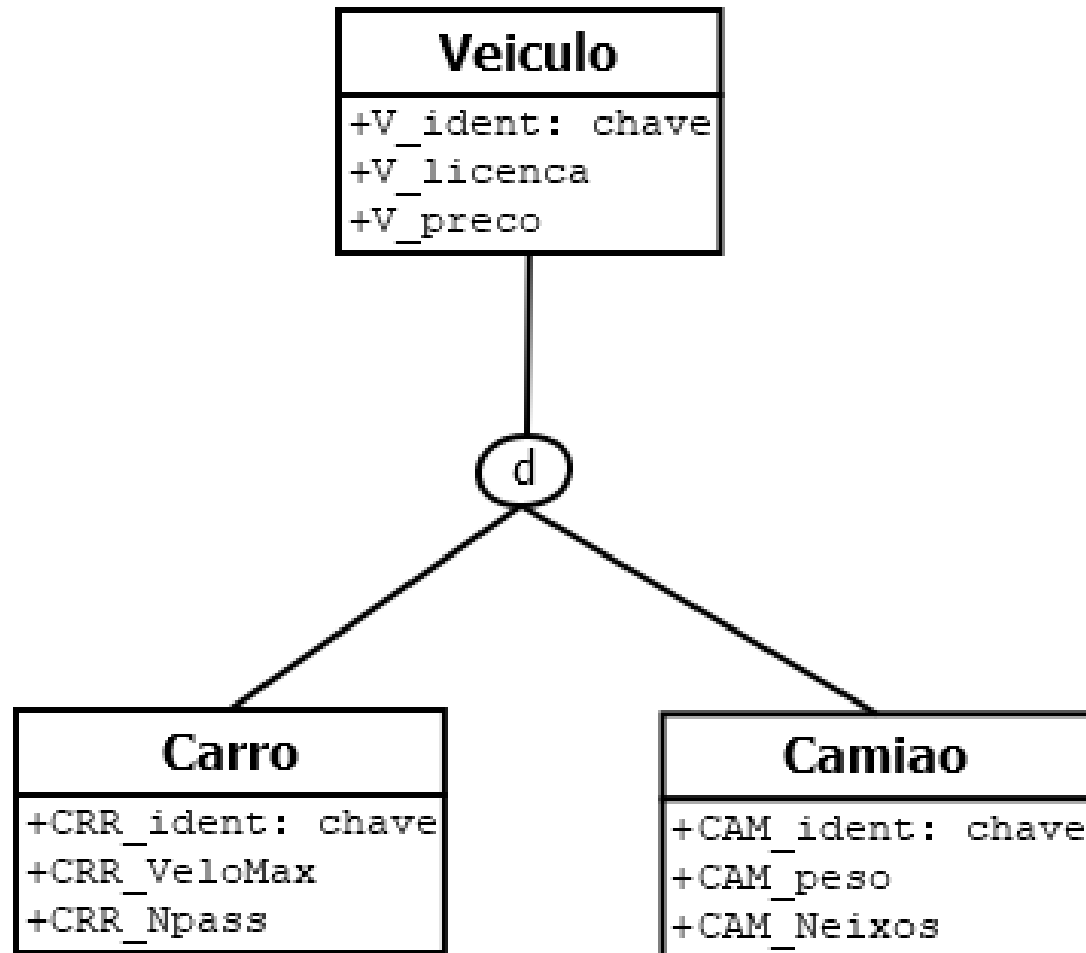 Veiculo
+V_ident: chave
+V_licenca
+V_preco
d
Carro
+CRR_ident: chave
+CRR_VeloMax
+CRR_Npass
Camiao
+CAM_ident: chave
+CAM_peso
+CAM_Neixos